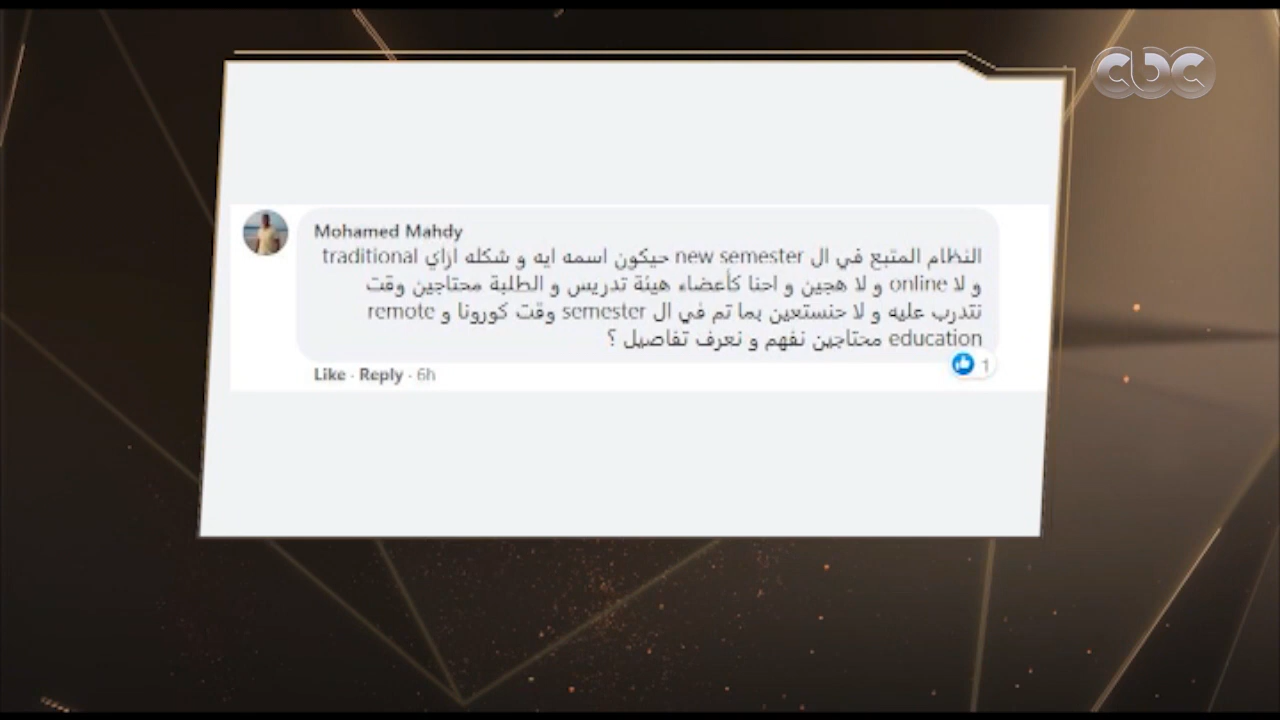 cbc
Mohamed Mahdy
النظام المتبع في ال new semester حيكون اسمه ايه و شكله ازاي traditional
و لا online و لا هجين و احنا كأعضاء هيئة تدريس و الطلبة محتاجين وقت
نتدرب عليه و لا حنستعين بما تم في ال semester وقت كورونا و remote
education محتاجين نفهم و نعرف تفاصيل ؟
1
Like · Reply · 6h